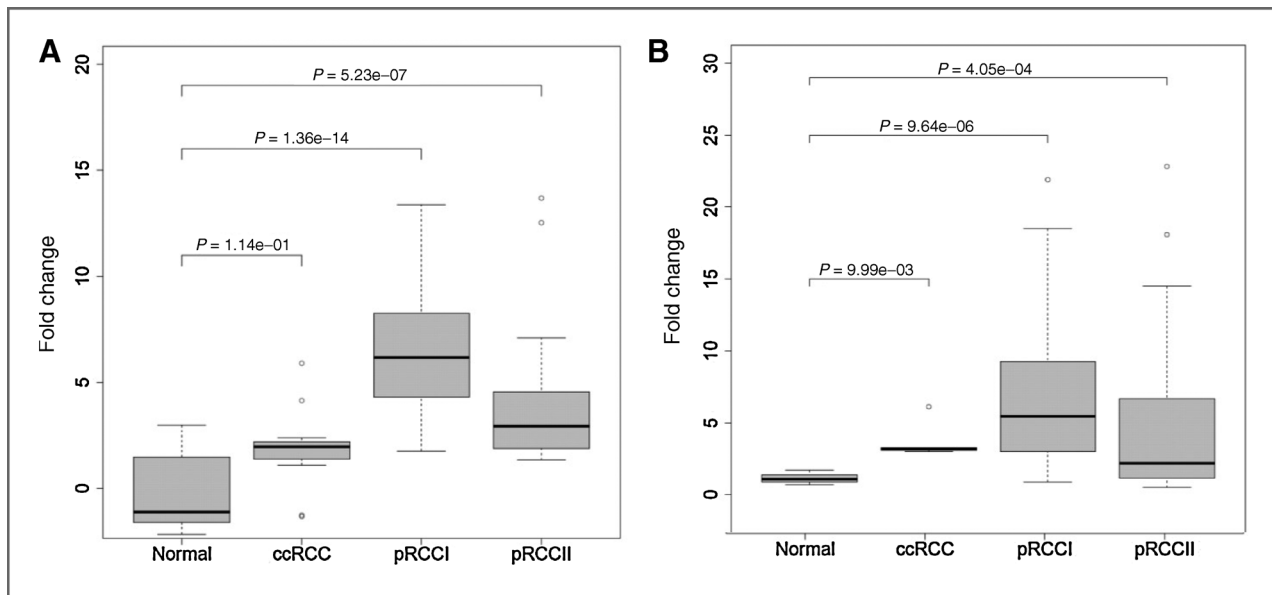 A
Fold change
20
15
10
5
0
P = 5.23e–07
P = 1.36e–14
P = 1.14e–01
Normal ccRCC pRCCI pRCCII
B
Fold change
30
25
20
15
10
5
0
P = 4.05e–04
P = 9.64e–06
P = 9.99e–03
Normal ccRCC pRCCI pRCCII